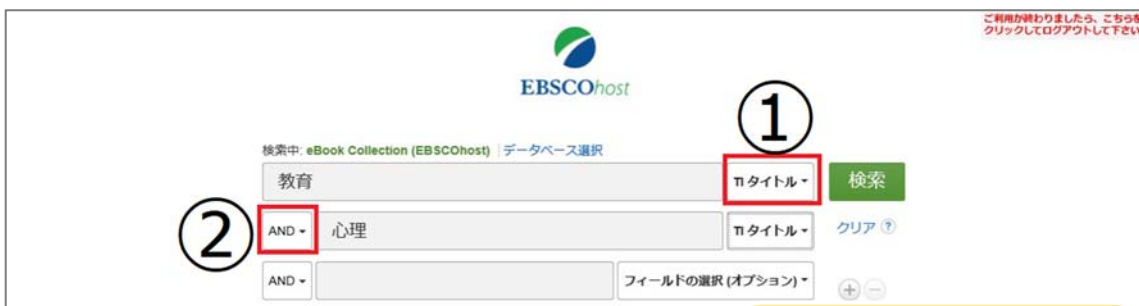 ご利用が終わりましたら、こちらを
クリックしてログアウトして下さい
EBSCOhost
①
検索中: eBook Collection (EBSCOhost) データベース選択
教育 TI タイトル 検索
② AND 心理 TI タイトル クリア ?
AND フィールドの選択 (オプション)